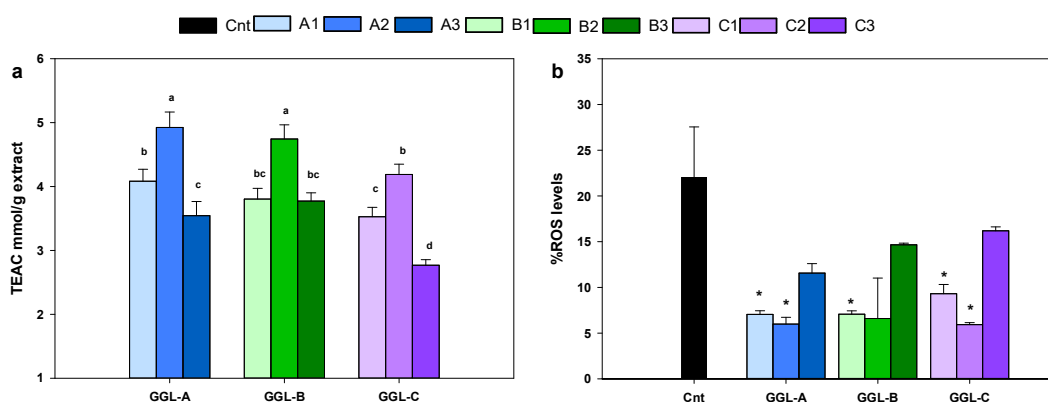 Cnt A1 A2 A3 B1 B2 B3 C1 C2 C3
a
TEAC mmol/g extract
6
5
4
3
2
1
b
a
c
bc
a
bc
c
b
d
GGL-A GGL-B GGL-C
b
%ROS levels
35
30
25
20
15
10
5
0
* * * * *
Cnt GGL-A GGL-B GGL-C